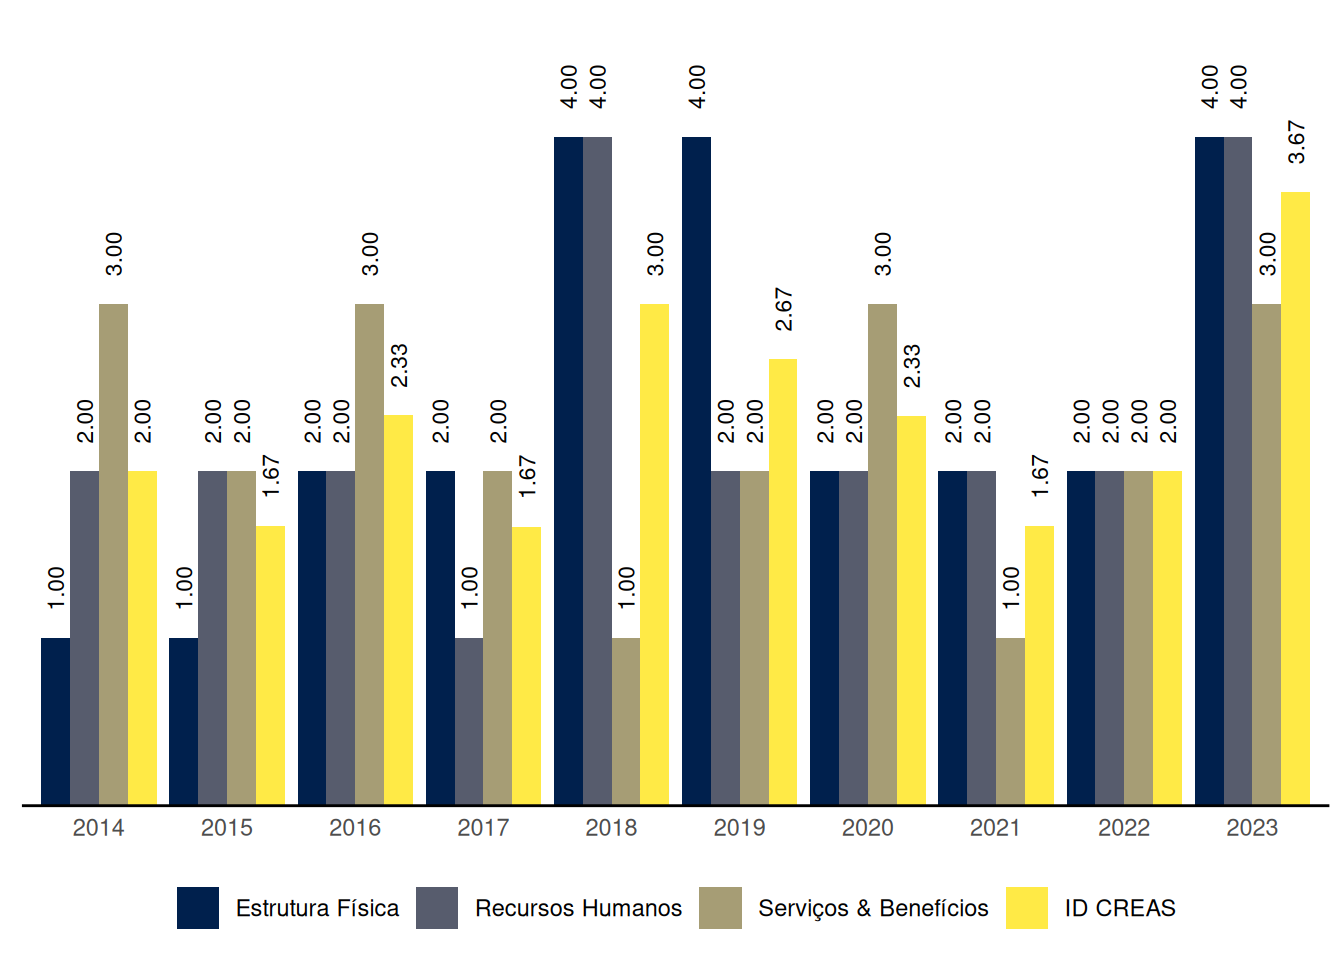 4.00 4.00 4.00 4.00 4.00
3.67
3.00 3.00 3.00 3.00 3.00
2.67
2.33 2.33
2.00 2.00 2.00 2.00 2.00 2.00 2.00 2.00 2.00 2.00 2.00 2.00 2.00 2.00 2.00 2.00 2.00 2.00
1.67 1.67 1.67
1.00 1.00 1.00 1.00 1.00
2014 2015 2016 2017 2018 2019 2020 2021 2022 2023
Estrutura Física Recursos Humanos Serviços & Benefícios ID CREAS